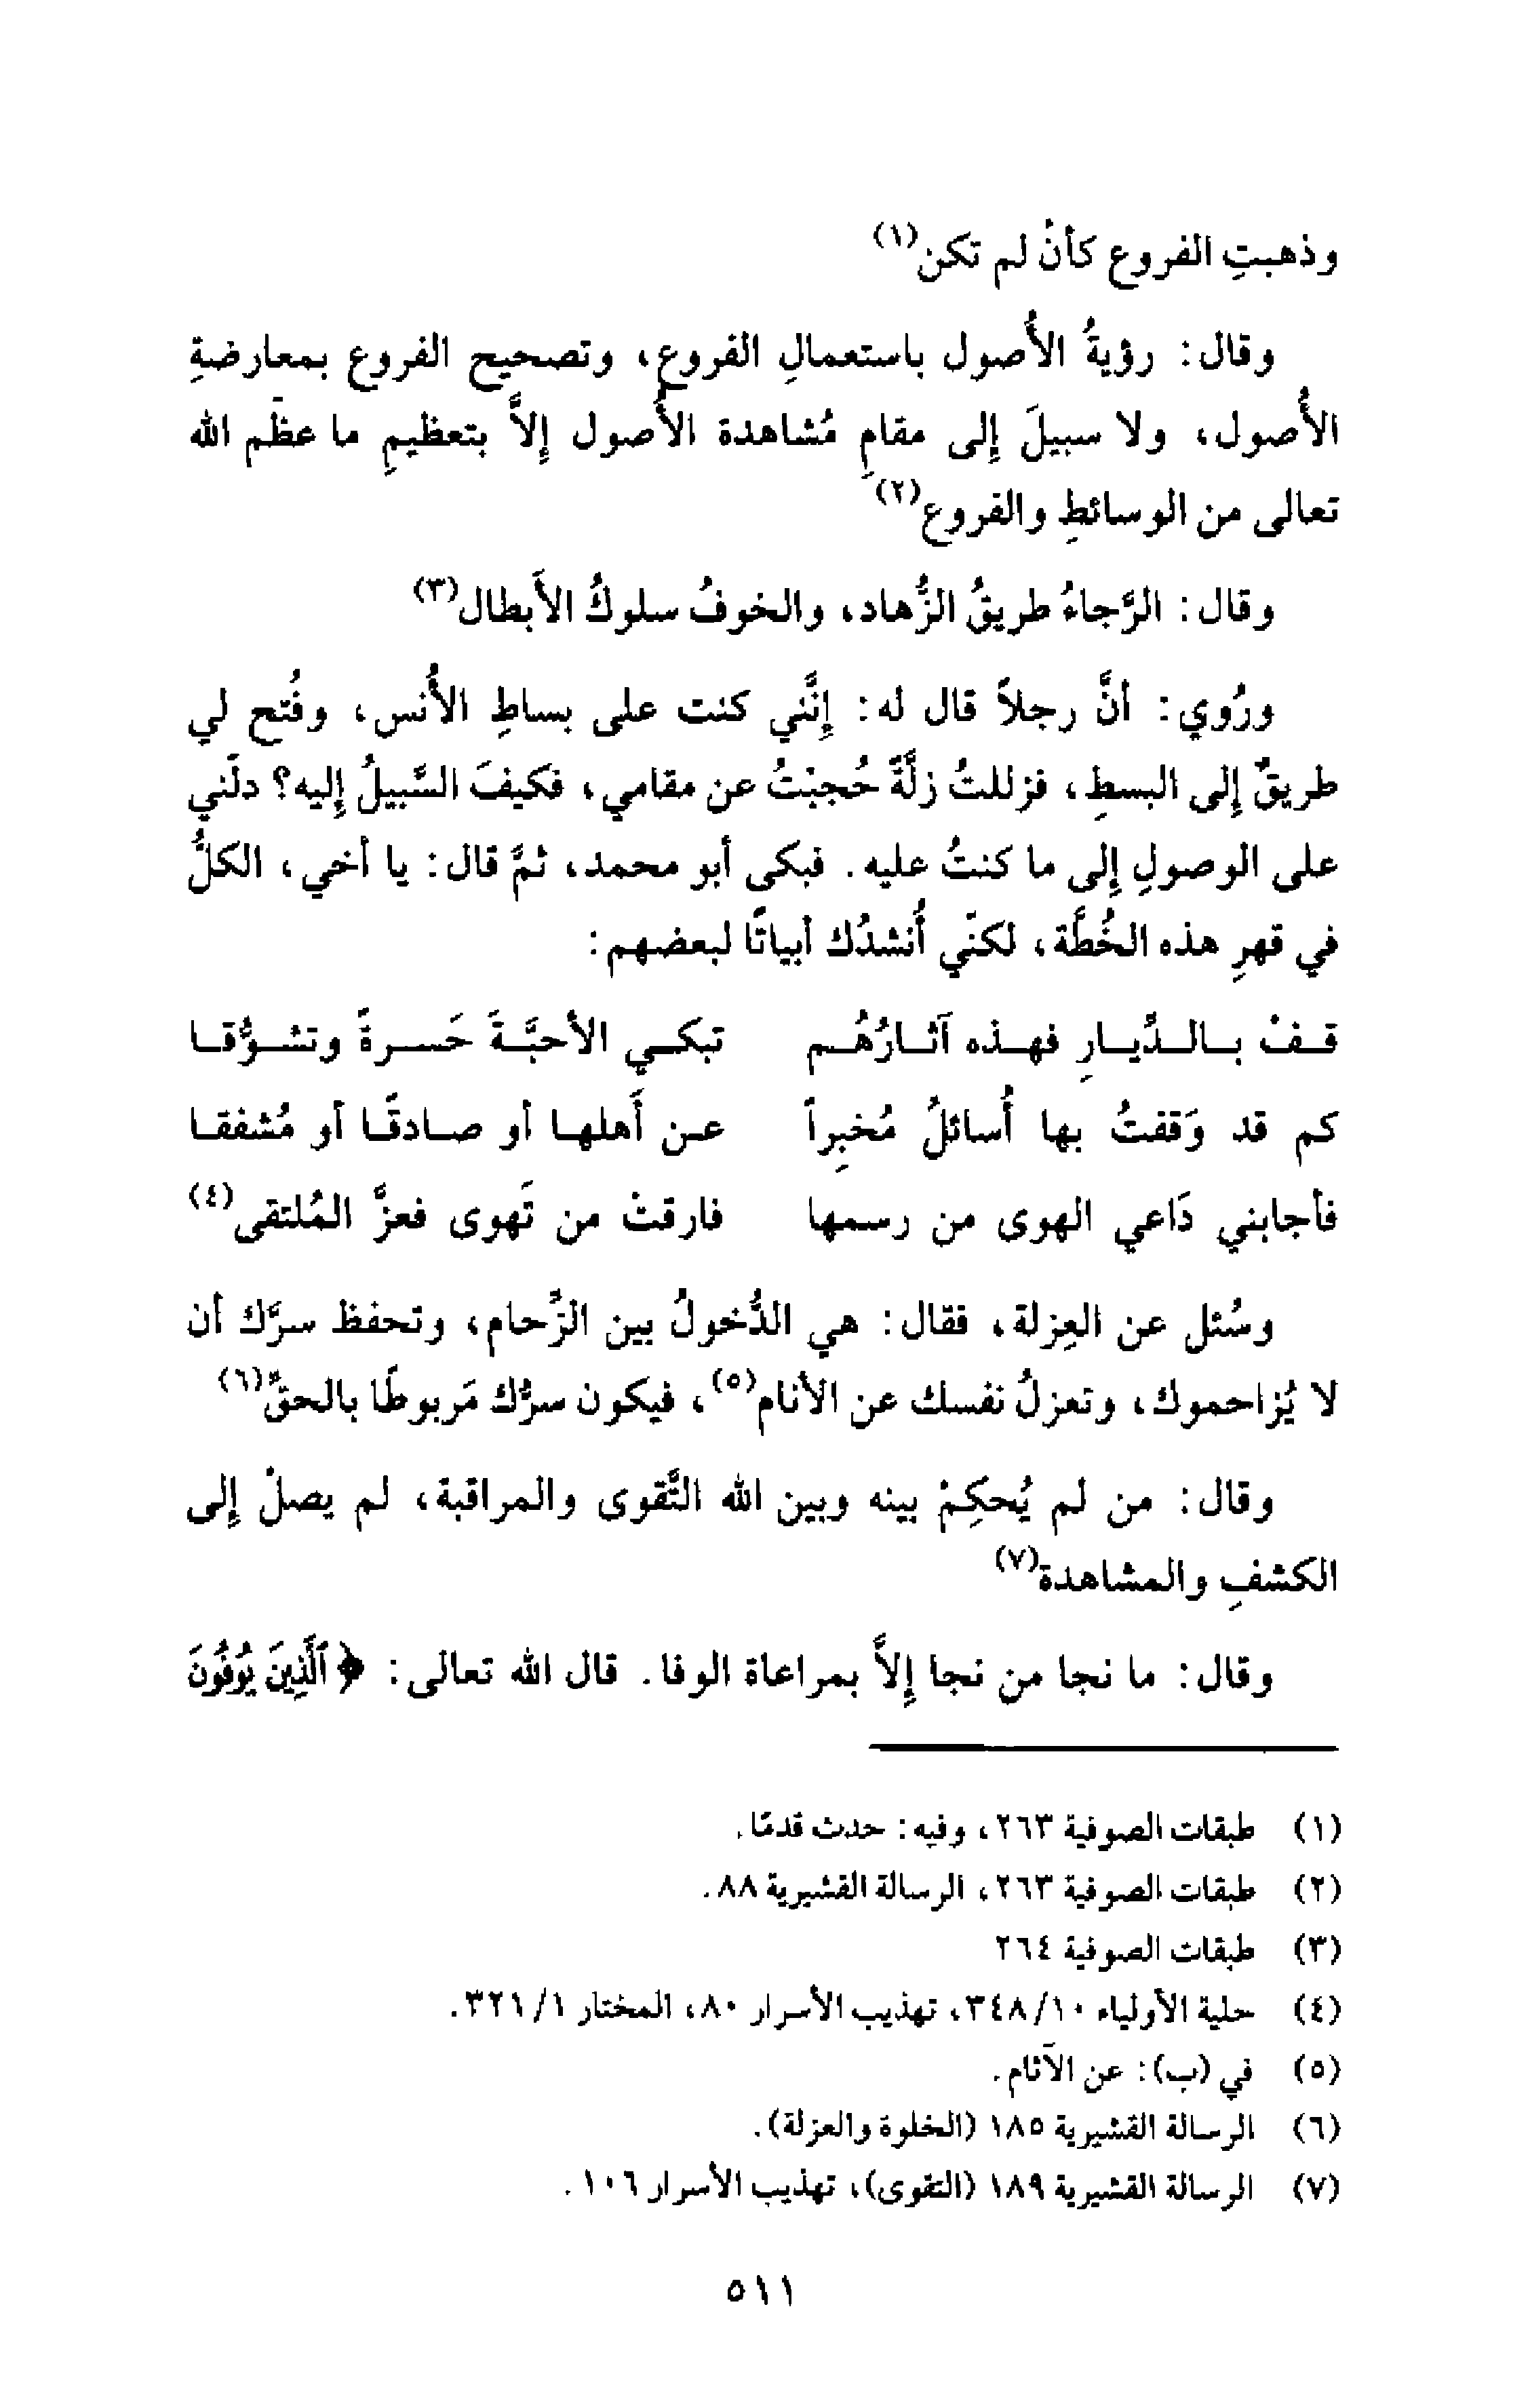 وذهبتِ الفروع كأنْ لم تكن(١)
وقال: رؤيةُ الأُصول باستعمالِ الفروع، وتصحيح الفروع بمعارضةِ
الأُصول، ولا سبيلَ إلى مقامِ مُشاهدة الأُصول إلاَّ بتعظيمِ ما عظّم الله
تعالى من الوسائطِ والفروع(٢)
وقال: الرَّجاءُ طريقُ الزُّهاد، والخوفُ سلوكُ الأَبطال(٣)
ورُوي: أنَّ رجلاً قال له: إنَّني كنت على بساطِ الأُنس، وفُتح لي
طريقٌ إلى البسطِ، فزللتُ زلَّةً حُجبْتُ عن مقامي، فكيفَ السَّبيلُ إليه؟ دلّني
على الوصولِ إلى ما كنتُ عليه. فبكى أبو محمد، ثمَّ قال: يا أخي، الكلُّ
في قهرِ هذه الخُطَّة، لكنّي أُنشدُك أبياتًا لبعضهم:
قـفْ بـالـدِّيـارِ فهـذه آثـارُهُـم تبكـي الأحبَّـةَ حَسـرةً وتشـوُّقـا
كم قد وَقفتُ بها أُسائلُ مُخبِراً عـن أَهلهـا أو صـادقًـا أو مُشفقـا
فأجابني دَاعي الهوى من رسمها فارقتْ من تَهوى فعزَّ المُلتقى(٤)
وسُئل عن العِزلة، فقال: هي الدُّخولُ بين الزِّحام، وتحفظ سرَّك أن
لا يُزاحموك، وتعزلُ نفسك عن الأنام(٥)، فيكون سرُّك مَربوطًا بالحقِّ(٦)
وقال: من لم يُحكِمْ بينه وبين الله التَّقوى والمراقبة، لم يصلْ إلى
الكشفِ والمشاهدة(٧)
وقال: ما نجا من نجا إلاَّ بمراعاة الوفا. قال الله تعالى: ﴿ٱلَّذِينَ يُوفُونَ
(١) طبقات الصوفية ٢٦٣، وفيه: حدث قدمًا.
(٢) طبقات الصوفية ٢٦٣، الرسالة القشيرية ٨٨.
(٣) طبقات الصوفية ٢٦٤
(٤) حلية الأولياء ٣٤٨/١٠، تهذيب الأسرار ٨٠، المختار ٣٢١/١.
(٥) في (ب): عن الآثام.
(٦) الرسالة القشيرية ١٨٥ (الخلوة والعزلة).
(٧) الرسالة القشيرية ١٨٩ (التقوى)، تهذيب الأسرار ١٠٦.
٥١١